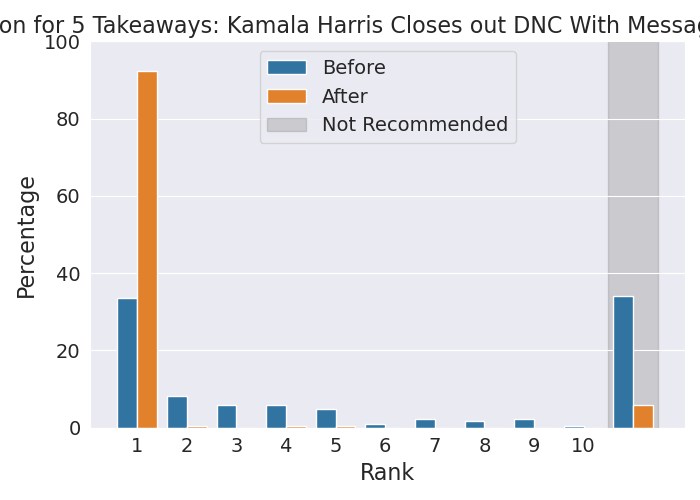 on for 5 Takeaways: Kamala Harris Closes out DNC With Messag
100
80
60
40
20
0
Percentage
Before
After
Not Recommended
1 2 3 4 5 6 7 8 9 10
Rank